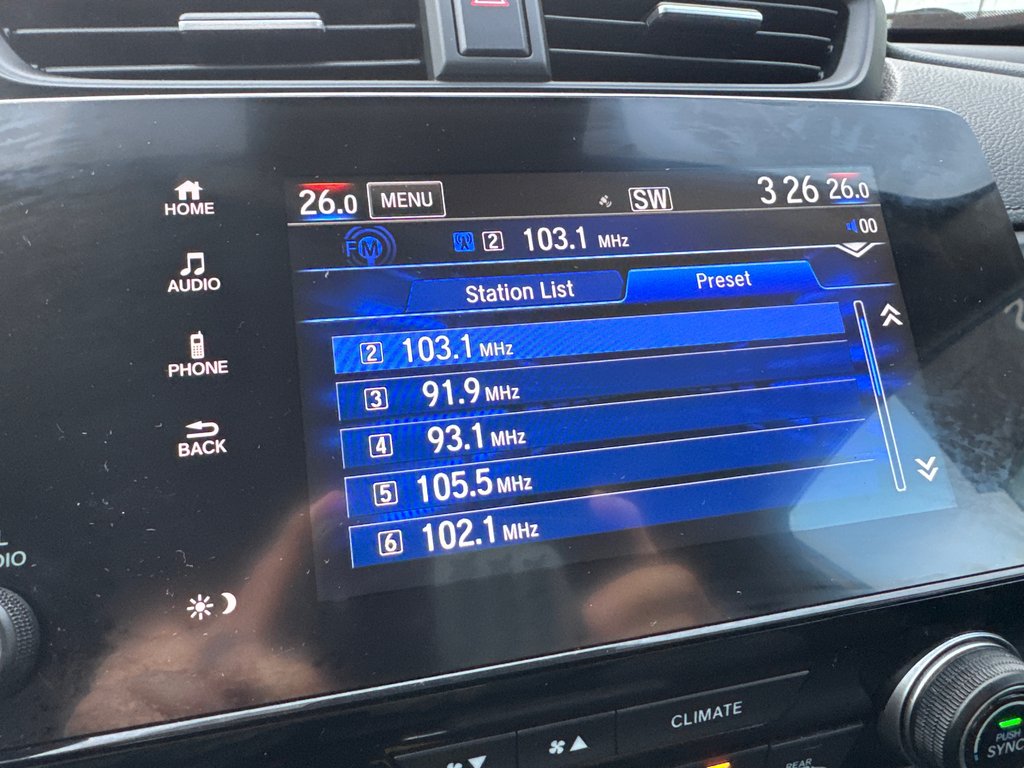 26.0 MENU SW 3 26 26.0
HOME
FM 2 103.1 MHz 00
AUDIO
Station List Preset
2 103.1 MHz
PHONE
3 91.9 MHz
4 93.1 MHz
BACK
5 105.5 MHz
6 102.1 MHz
CLIMATE
PUSH
SYNC
REAR